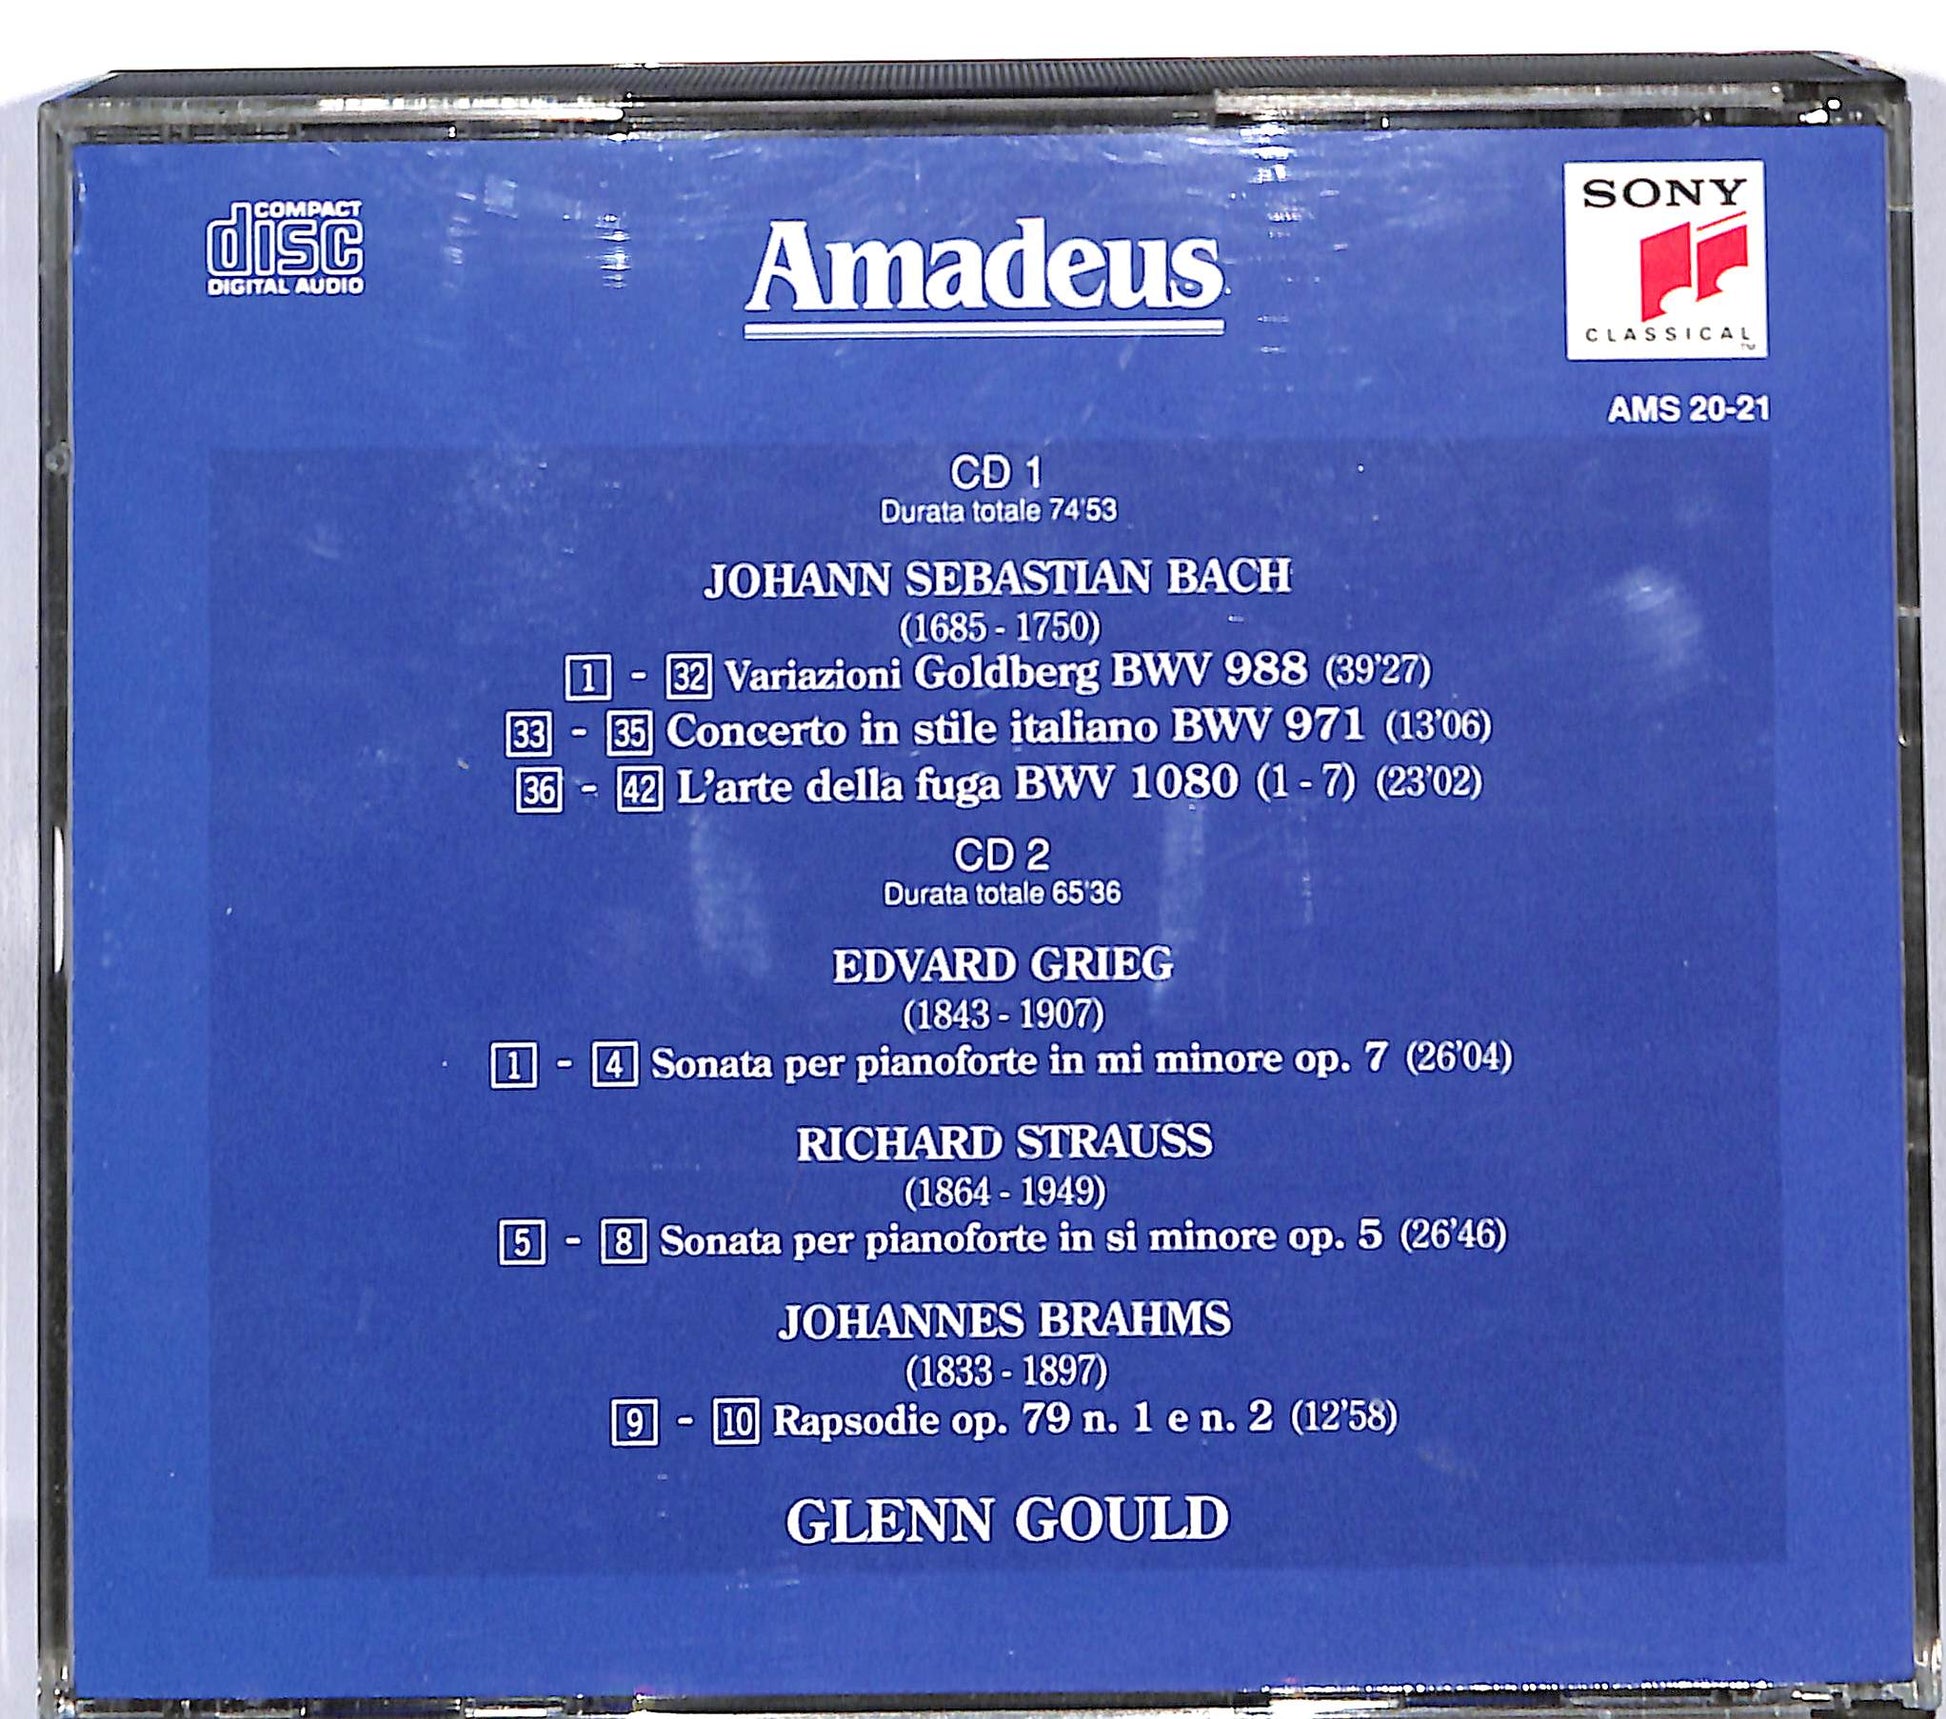 COMPACT
disc
DIGITAL AUDIO
Amadeus
SONY
CLASSICAL
TM
AMS 20-21
CD 1
Durata totale 74'53
JOHANN SEBASTIAN BACH
(1685 - 1750)
1 - 32 Variazioni Goldberg BWV 988 (39'27)
33 - 35 Concerto in stile italiano BWV 971 (13'06)
36 - 42 L'arte della fuga BWV 1080 (1 - 7) (23'02)
CD 2
Durata totale 65'36
EDVARD GRIEG
(1843 - 1907)
1 - 4 Sonata per pianoforte in mi minore op. 7 (26'04)
RICHARD STRAUSS
(1864 - 1949)
5 - 8 Sonata per pianoforte in si minore op. 5 (26'46)
JOHANNES BRAHMS
(1833 - 1897)
9 - 10 Rapsodie op. 79 n. 1 e n. 2 (12'58)
GLENN GOULD